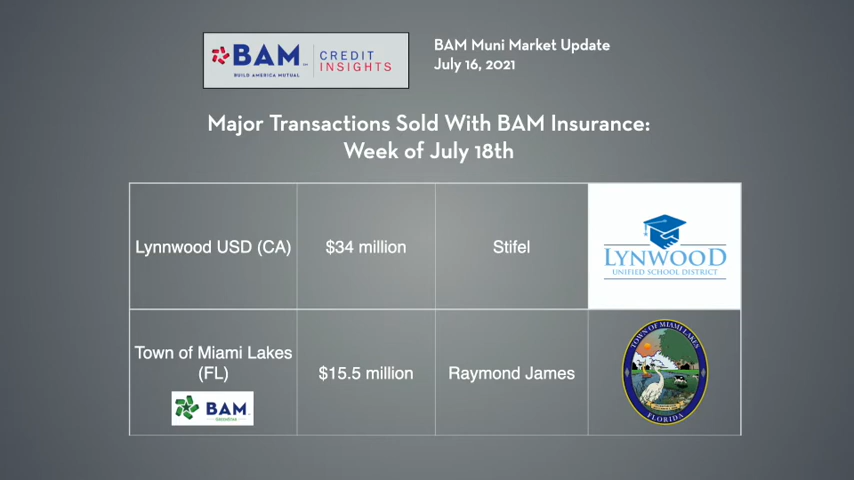 BAM
BUILD AMERICA MUTUAL
CREDIT
INSIGHTS
BAM Muni Market Update
July 16, 2021
Major Transactions Sold With BAM Insurance:
Week of July 18th
Lynnwood USD (CA)
$34 million
Stifel
LYNWOOD
UNIFIED SCHOOL DISTRICT
Town of Miami Lakes
(FL)
BAM
$15.5 million
Raymond James
TOWN OF MIAMI LAKES
FLORIDA